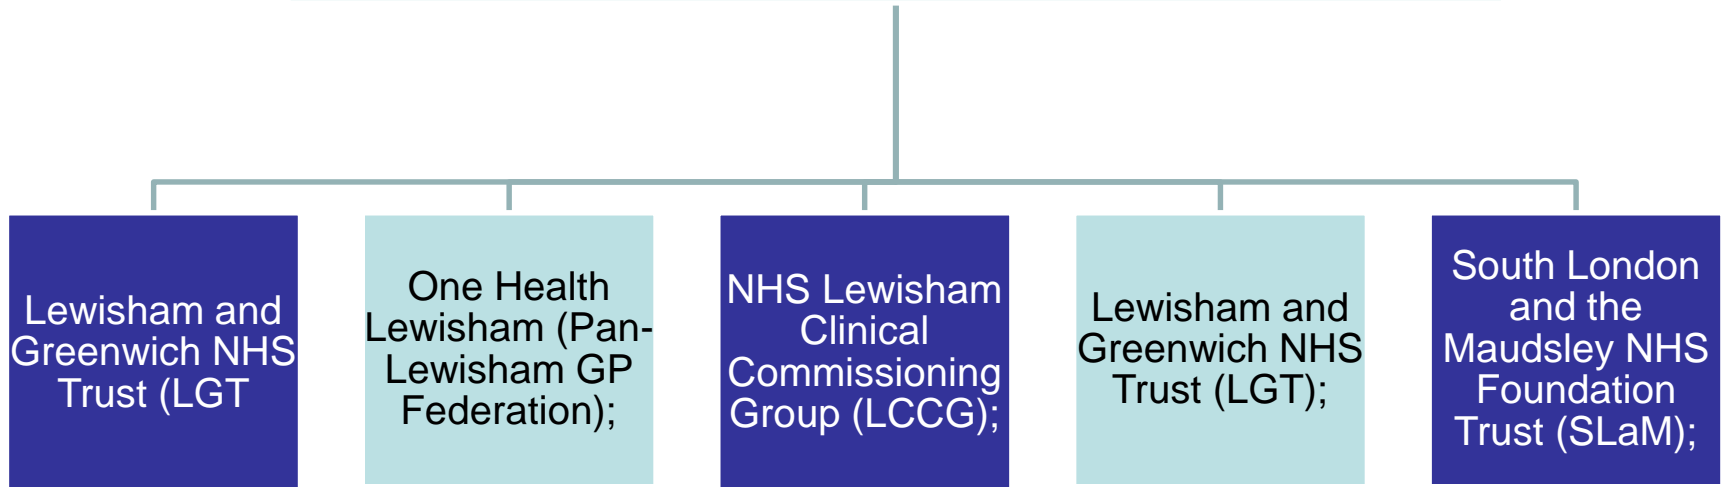 Lewisham and
Greenwich NHS
Trust (LGT
One Health
Lewisham (Pan-
Lewisham GP
Federation);
NHS Lewisham
Clinical
Commissioning
Group (LCCG);
Lewisham and
Greenwich NHS
Trust (LGT);
South London
and the
Maudsley NHS
Foundation
Trust (SLaM);